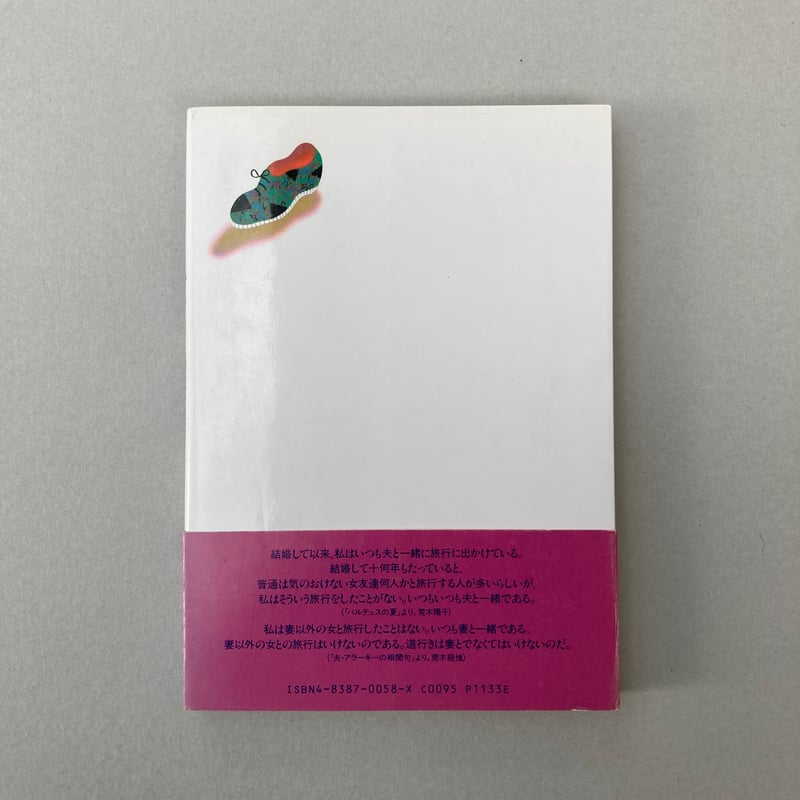 結婚して以来、私はいつも夫と一緒に旅行に出かけている。
結婚して十何年もたっていると、
普通は気のおけない女友達何人かと旅行する人が多いらしいが、
私はそういう旅行をしたことがない。いつもいつも夫と一緒である。
(「バルテュスの夏」より。荒木陽子)
私は妻以外の女と旅行したことはない。いつも妻と一緒である。
妻以外の女との旅行はいけないのである。道行きは妻とでなくてはいけないのだ。
(「夫・アラーキーの相聞句」より。荒木経惟)
ISBN4-8387-0058-X C0095 P1133E